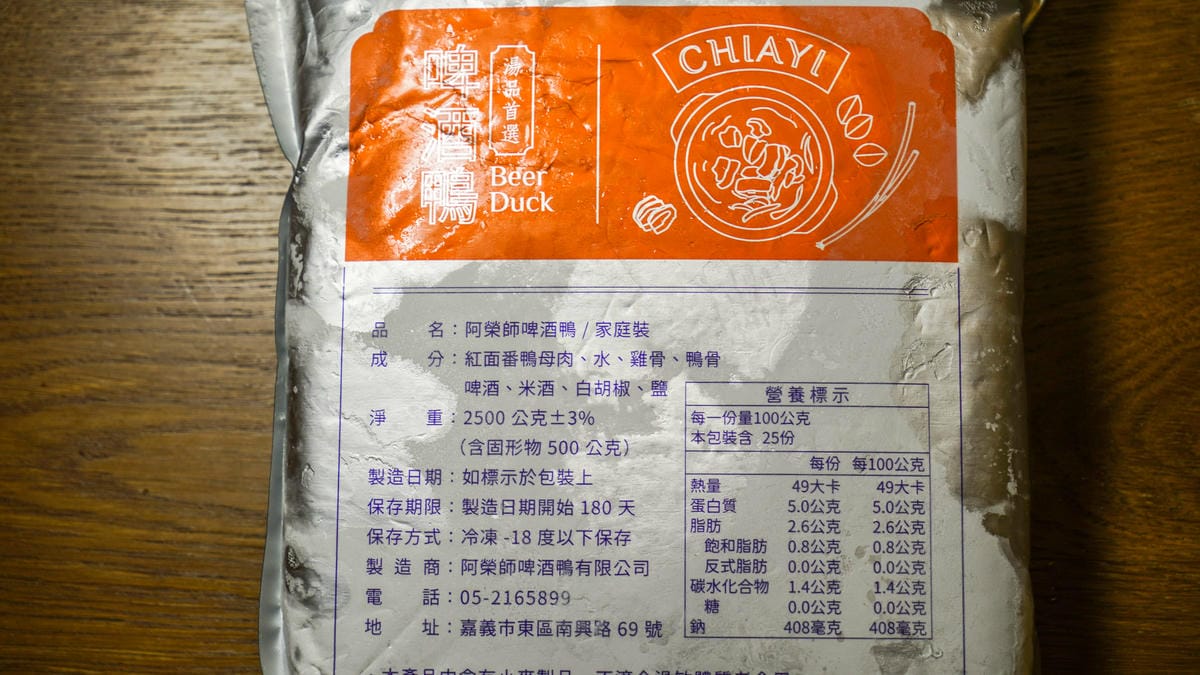 啤酒鴨
湯品首選
Beer
Duck
CHIAYI
品名：阿榮師啤酒鴨 / 家庭裝
成分：紅面番鴨母肉、水、雞骨、鴨骨
啤酒、米酒、白胡椒、鹽
淨重：2500 公克±3%
（含固形物 500 公克）
製造日期：如標示於包裝上
保存期限：製造日期開始 180 天
保存方式：冷凍 -18 度以下保存
製造商：阿榮師啤酒鴨有限公司
電話：05-2165899
地址：嘉義市東區南興路 69 號
營養標示
每一份量100公克
本包裝含 25份
每份 每100公克
熱量 49大卡 49大卡
蛋白質 5.0公克 5.0公克
脂肪 2.6公克 2.6公克
飽和脂肪 0.8公克 0.8公克
反式脂肪 0.0公克 0.0公克
碳水化合物 1.4公克 1.4公克
糖 0.0公克 0.0公克
鈉 408毫克 408毫克